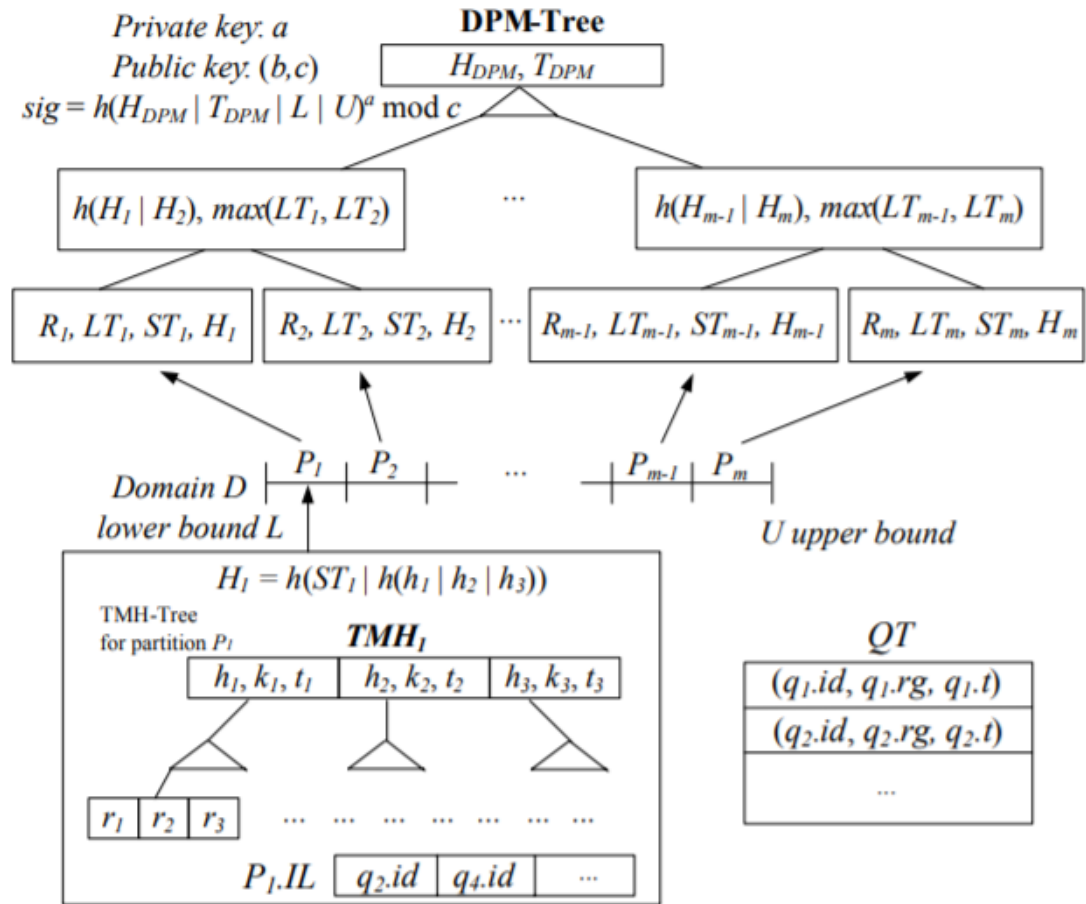 DPM-Tree
Private key: a
Public key: (b,c)
sig = h(H_DPM | T_DPM | L | U)^a mod c
H_DPM, T_DPM
h(H_1 | H_2), max(LT_1, LT_2)
...
h(H_m-1 | H_m), max(LT_m-1, LT_m)
R_1, LT_1, ST_1, H_1
R_2, LT_2, ST_2, H_2
...
R_m-1, LT_m-1, ST_m-1, H_m-1
R_m, LT_m, ST_m, H_m
P_1 P_2 ... P_m-1 P_m
Domain D
lower bound L
U upper bound
H_1 = h(ST_1 | h(h_1 | h_2 | h_3))
TMH-Tree
for partition P_1
TMH_1
h_1, k_1, t_1 h_2, k_2, t_2 h_3, k_3, t_3
r_1 r_2 r_3 ... ... ... ... ... ... ...
P_1.IL q_2.id q_4.id ...
QT
(q_1.id, q_1.rg, q_1.t)
(q_2.id, q_2.rg, q_2.t)
...